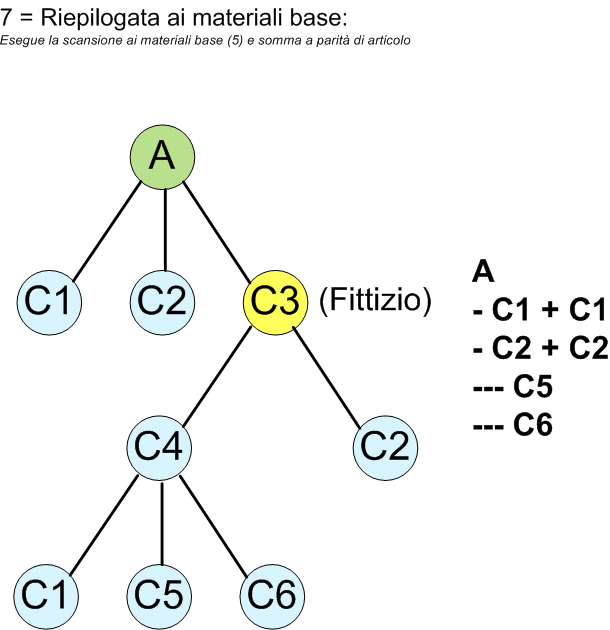 7 = Riepilogata ai materiali base:
Esegue la scansione ai materiali base (5) e somma a parità di articolo
A
C1
C2
C3
(Fittizio)
C4
C2
C1
C5
C6
A
- C1 + C1
- C2 + C2
--- C5
--- C6